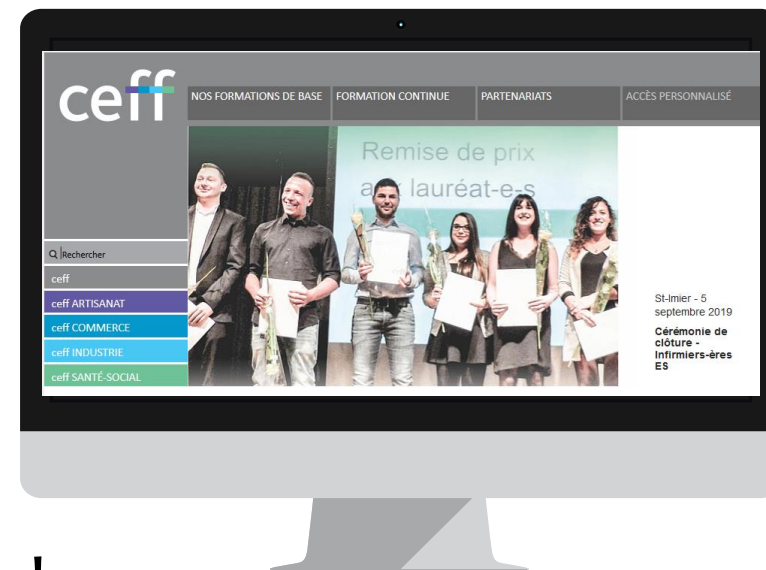 ceff
NOS FORMATIONS DE BASE
FORMATION CONTINUE
PARTENARIATS
ACCÈS PERSONNALISÉ
Remise de prix
aux lauréat-e-s
Rechercher
ceff
ceff ARTISANAT
ceff COMMERCE
ceff INDUSTRIE
ceff SANTÉ-SOCIAL
St-Imier - 5
septembre 2019
Cérémonie de
clôture -
Infirmiers-ères
ES
!